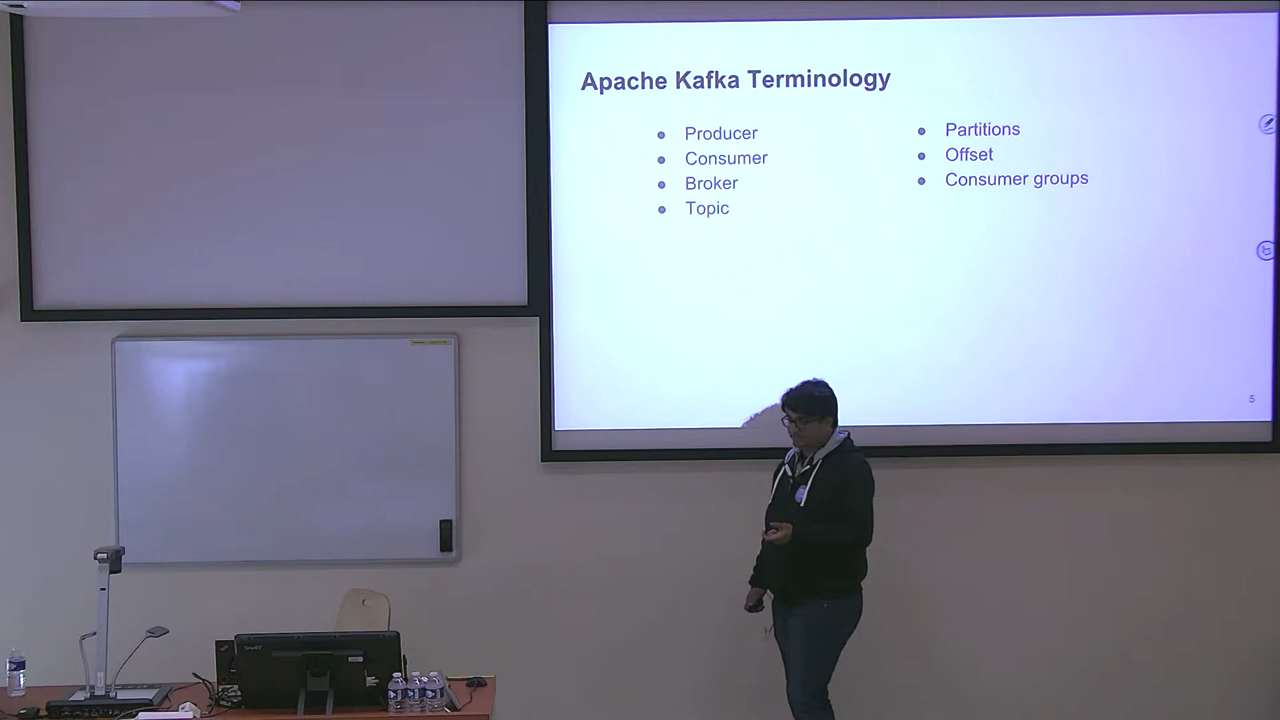 Apache Kafka Terminology
Producer
Consumer
Broker
Topic
Partitions
Offset
Consumer groups
5